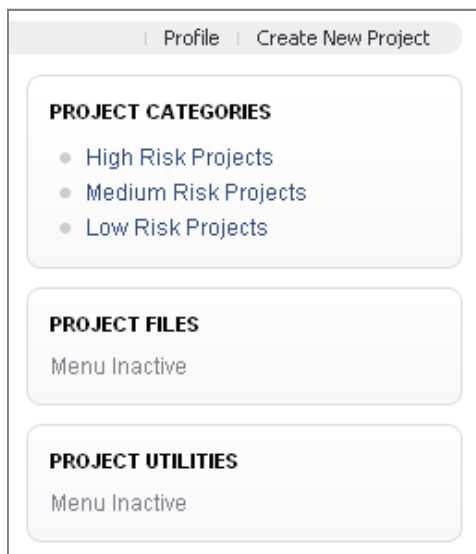 Profile Create New Project
PROJECT CATEGORIES
High Risk Projects
Medium Risk Projects
Low Risk Projects
PROJECT FILES
Menu Inactive
PROJECT UTILITIES
Menu Inactive